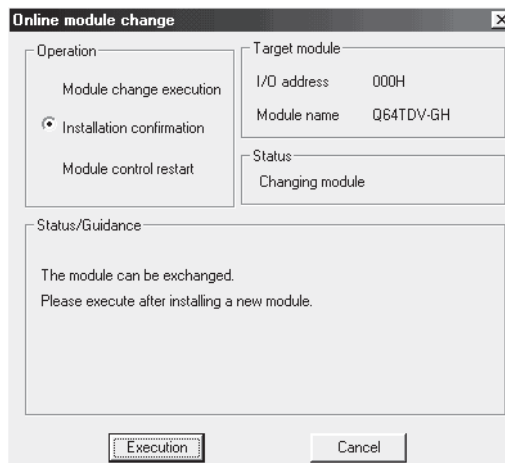 Online module change
Operation
Module change execution
Installation confirmation
Module control restart
Target module
I/O address 000H
Module name Q64TDV-GH
Status
Changing module
Status/Guidance
The module can be exchanged.
Please execute after installing a new module.
Execution
Cancel